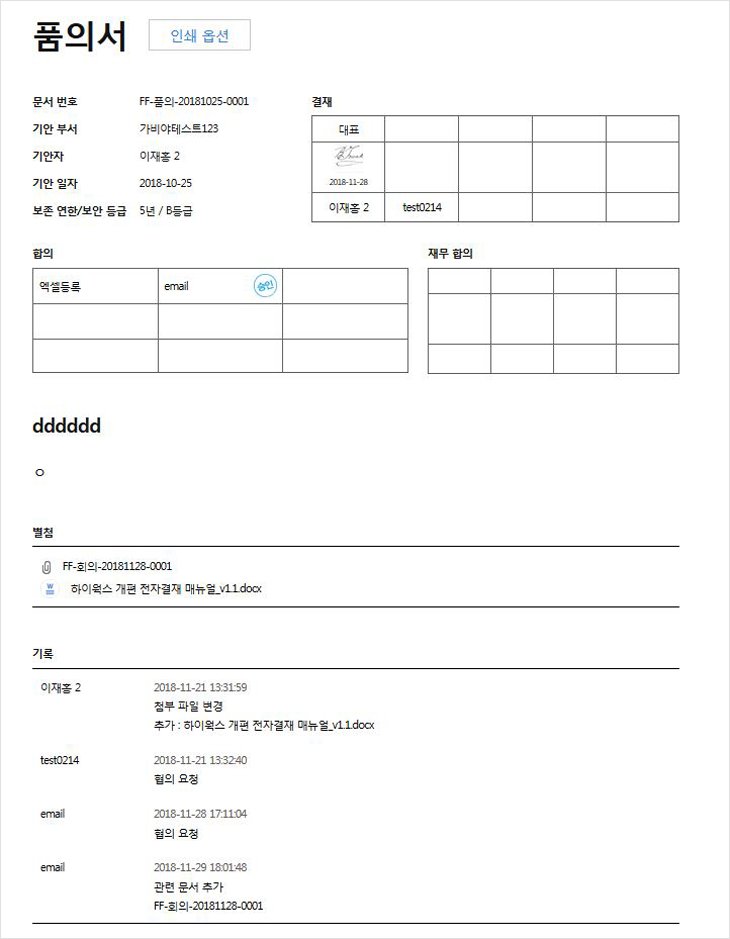 품의서 인쇄 옵션
문서 번호 FF-품의-20181025-0001
기안 부서 가비아테스트123
기안자 이재홍 2
기안 일자 2018-10-25
보존 연한/보안 등급 5년 / B등급
결재
대표
2018-11-28
이재홍 2 test0214
합의
엑셀등록 email 승인
재무 합의
dddddd
ㅇ
별첨
FF-회의-20181128-0001
하이웍스 개편 전자결재 매뉴얼_v1.1.docx
기록
이재홍 2 2018-11-21 13:31:59
첨부 파일 변경
추가 : 하이웍스 개편 전자결재 매뉴얼_v1.1.docx
test0214 2018-11-21 13:32:40
협의 요청
email 2018-11-28 17:11:04
협의 요청
email 2018-11-29 18:01:48
관련 문서 추가
FF-회의-20181128-0001